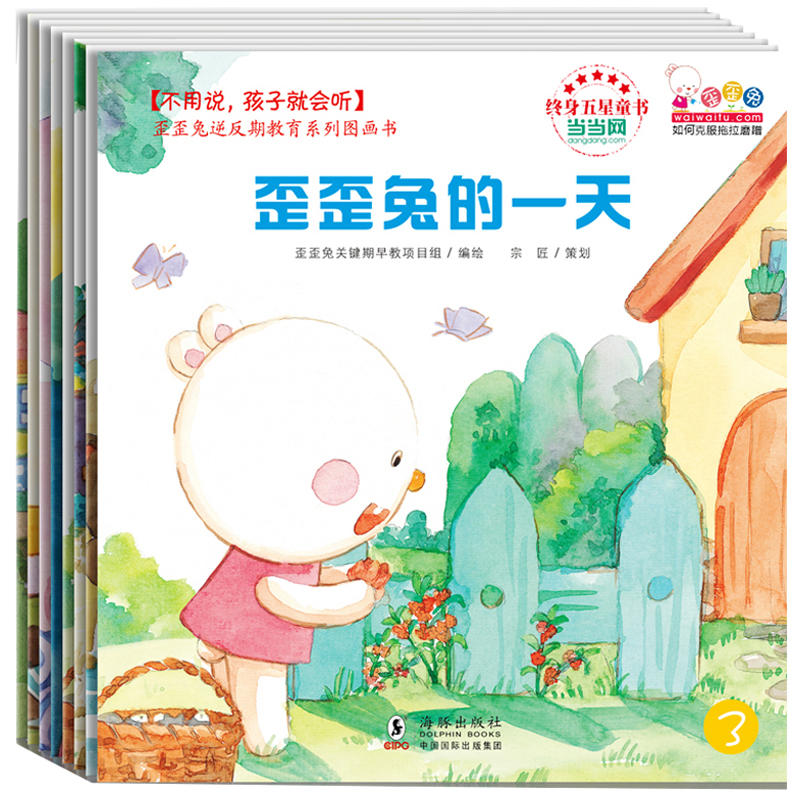 【不用说，孩子就会听】
歪歪兔逆反期教育系列图画书
终身五星童书
当当网
dangdang.com
歪歪兔
waiwaitu.com
如何克服拖拉磨蹭
歪歪兔的一天
歪歪兔关键期早教项目组 / 编绘 宗 匠 / 策划
海豚出版社
DOLPHIN BOOKS
CIPG
中国国际出版集团
3